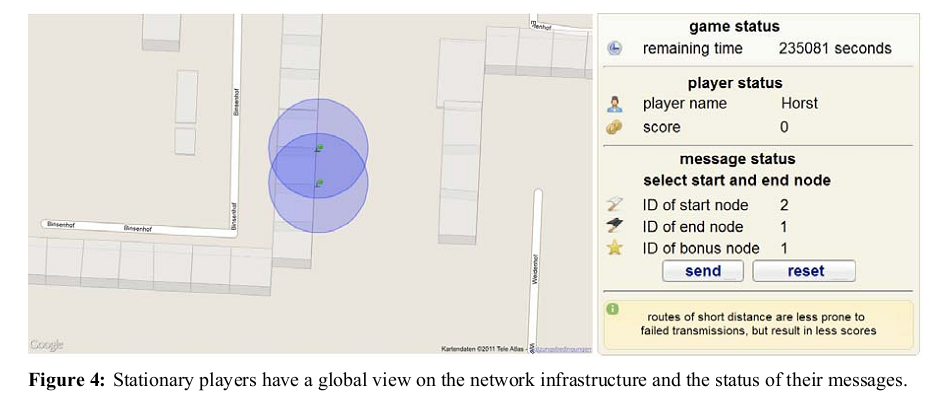 Binsenhof
Binsenhof
Binsenhof
Binsenhof
Binsenhof
Weidenhof
Google
Kartendaten ©2011 Tele Atlas -
game status
remaining time 235081 seconds
player status
player name Horst
score 0
message status
select start and end node
ID of start node 2
ID of end node 1
ID of bonus node 1
send reset
routes of short distance are less prone to
failed transmissions, but result in less scores
Figure 4: Stationary players have a global view on the network infrastructure and the status of their messages.